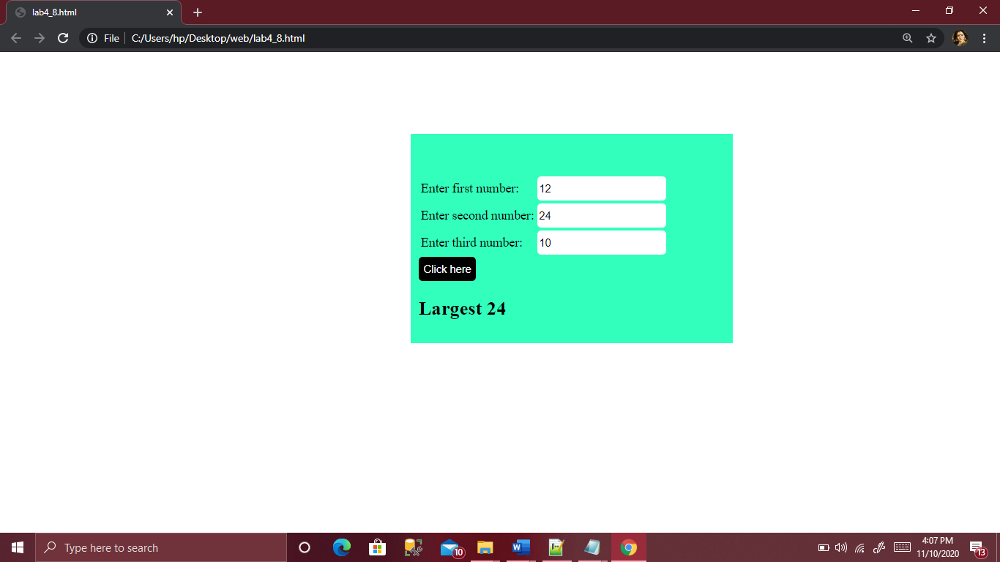 lab4_8.html
File
C:/Users/hp/Desktop/web/lab4_8.html
Enter first number: 12
Enter second number: 24
Enter third number: 10
Click here
Largest 24
Type here to search
10
W
4:07 PM
11/10/2020
13